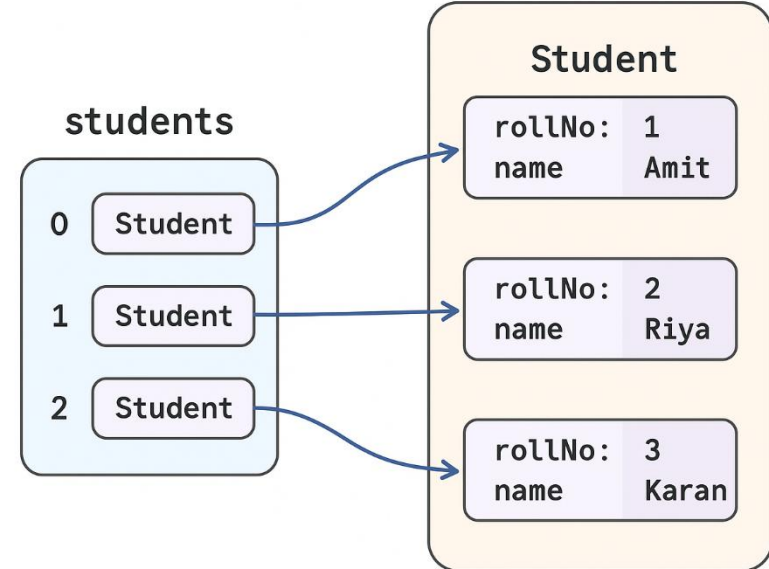 students
0 Student
1 Student
2 Student
Student
rollNo: 1
name Amit
rollNo: 2
name Riya
rollNo: 3
name Karan